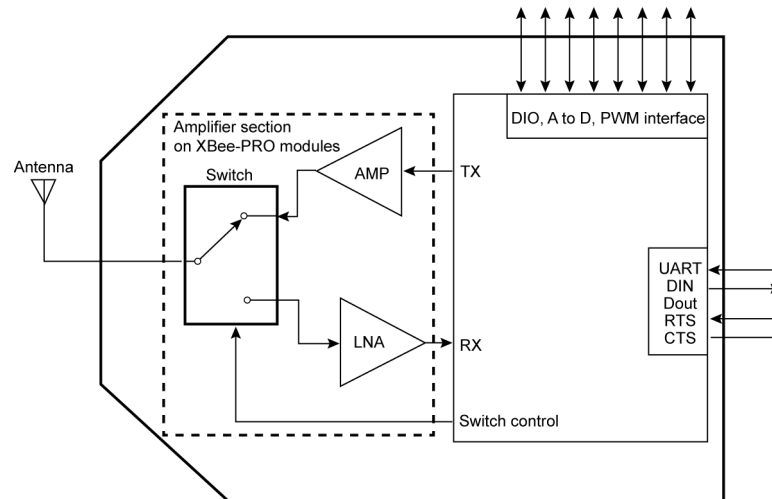 DIO, A to D, PWM interface
Amplifier section
on XBee-PRO modules
Antenna
Switch
AMP
TX
UART
DIN
Dout
RTS
CTS
LNA
RX
Switch control